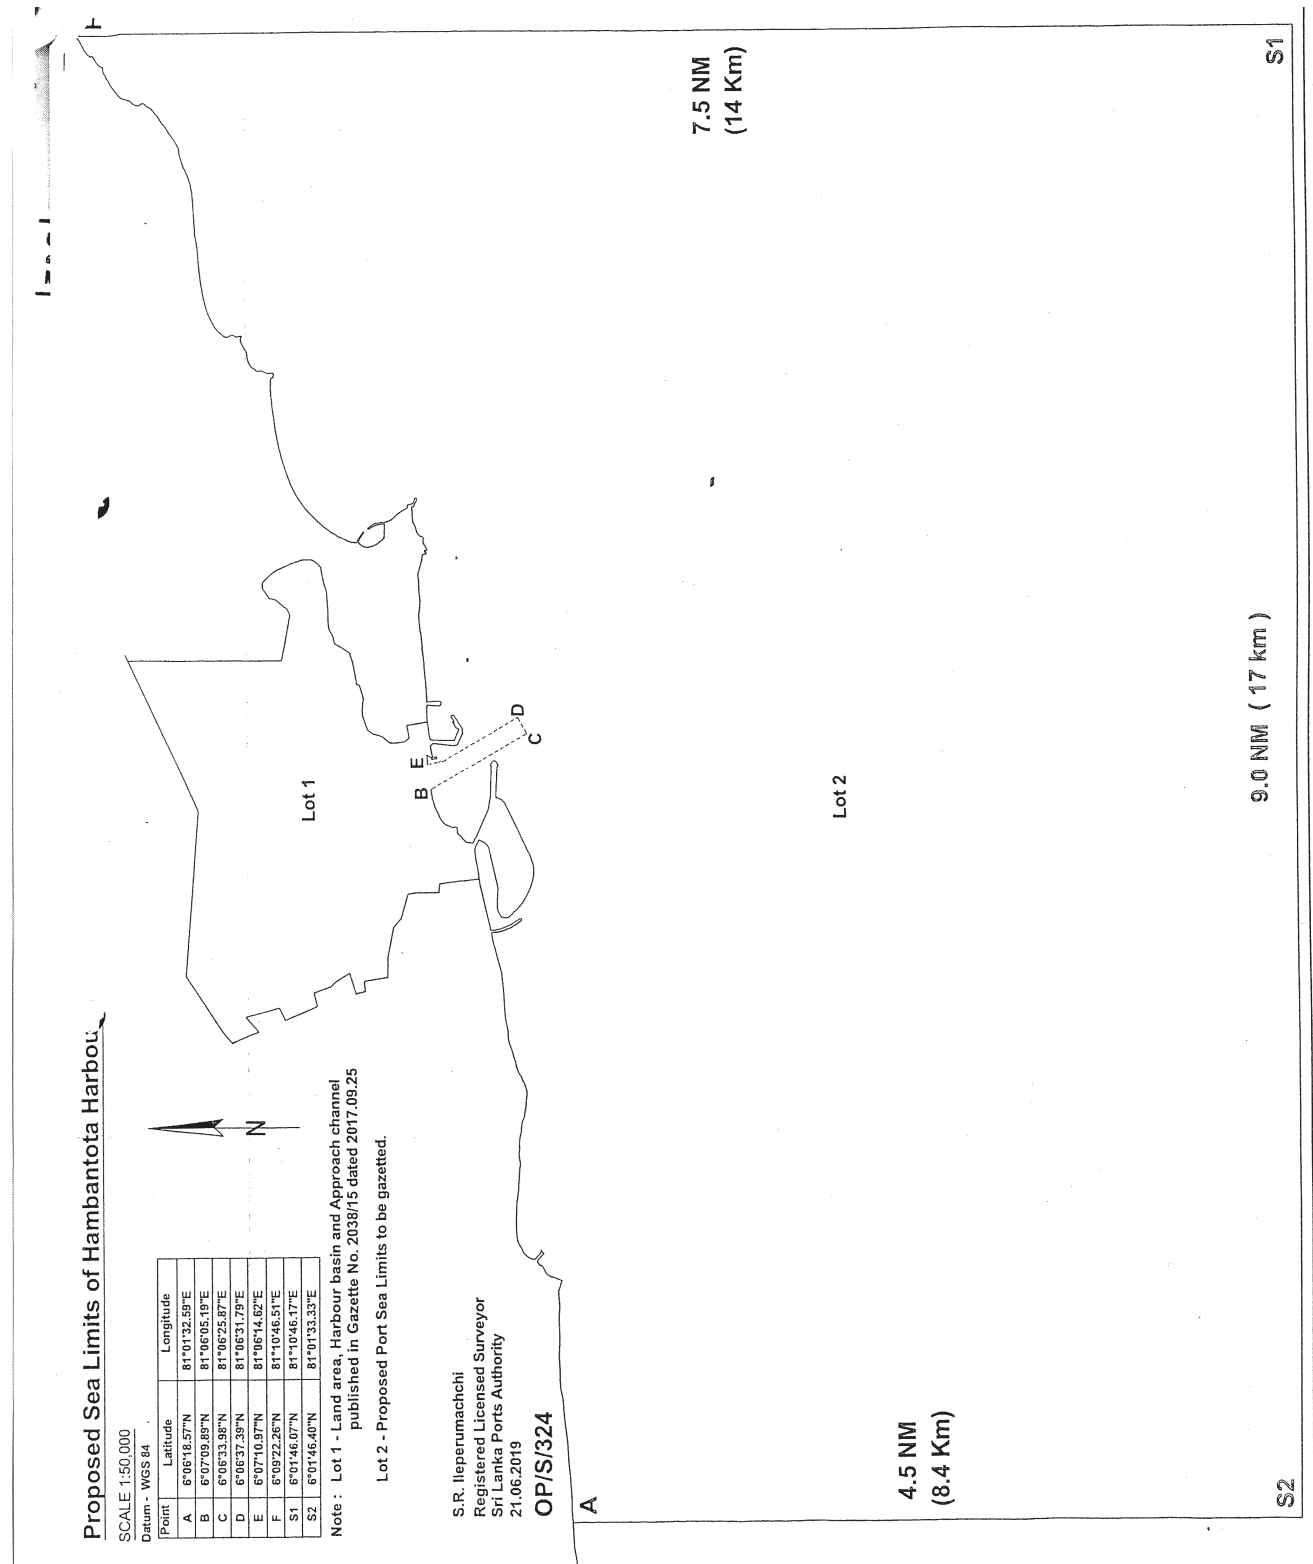 Proposed Sea Limits of Hambantota Harbou
SCALE 1:50,000
Datum - WGS 84
Point Latitude Longitude
A 6°06'18.57"N 81°01'32.59"E
B 6°07'09.89"N 81°06'05.19"E
C 6°06'33.98"N 81°06'25.87"E
D 6°06'37.39"N 81°06'31.79"E
E 6°07'10.97"N 81°06'14.62"E
F 6°09'22.26"N 81°10'46.51"E
S1 6°01'46.07"N 81°10'46.17"E
S2 6°01'46.40"N 81°01'33.33"E
Note : Lot 1 - Land area, Harbour basin and Approach channel
published in Gazette No. 2038/15 dated 2017.09.25
Lot 2 - Proposed Port Sea Limits to be gazetted.
S.R. Ileperumachchi
Registered Licensed Surveyor
Sri Lanka Ports Authority
21.06.2019
OP/S/324
N
Lot 1
E
B
D
C
A
Lot 2
7.5 NM
(14 Km)
4.5 NM
(8.4 Km)
9.0 NM ( 17 km )
S2
S1